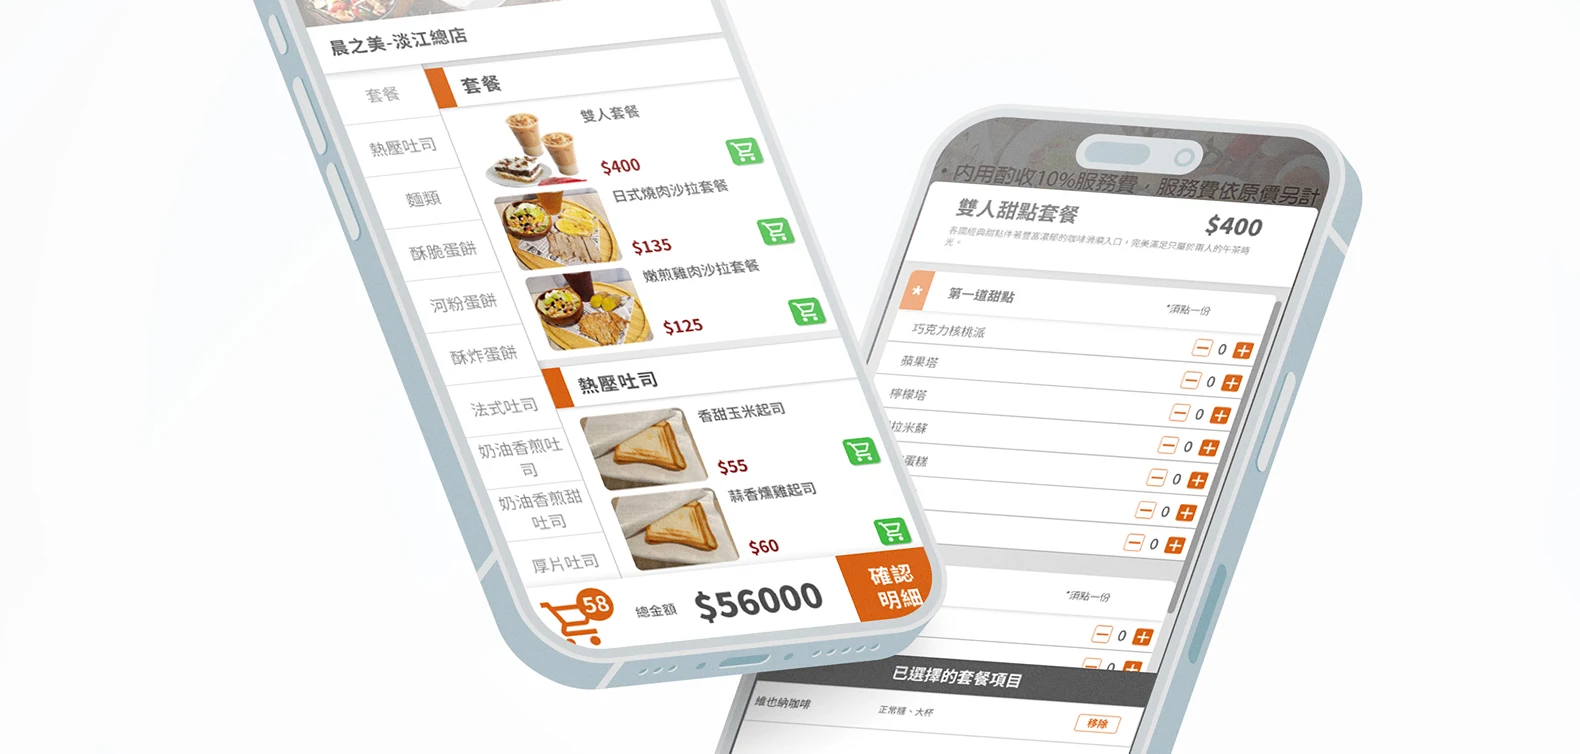 晨之美-淡江總店
套餐
熱壓吐司
麵類
酥脆蛋餅
河粉蛋餅
酥炸蛋餅
法式吐司
奶油香煎吐
司
奶油香煎甜
吐司
厚片吐司
套餐
雙人套餐
$400
日式燒肉沙拉套餐
$135
嫩煎雞肉沙拉套餐
$125
熱壓吐司
香甜玉米起司
$55
蒜香燻雞起司
$60
58
總金額
$56000
確認
明細
• 內用酌收10%服務費，服務費依原價另計
雙人甜點套餐
$400
各國經典甜點伴著豐富濃郁的咖啡滑順入口，完美滿足只屬於兩人的午茶時
光。
* 第一道甜點
*須點一份
巧克力核桃派
0
蘋果塔
0
檸檬塔
0
拉米蘇
0
蛋糕
0
0
0
*須點一份
0
0
已選擇的套餐項目
維也納咖啡
正常糖、大杯
移除